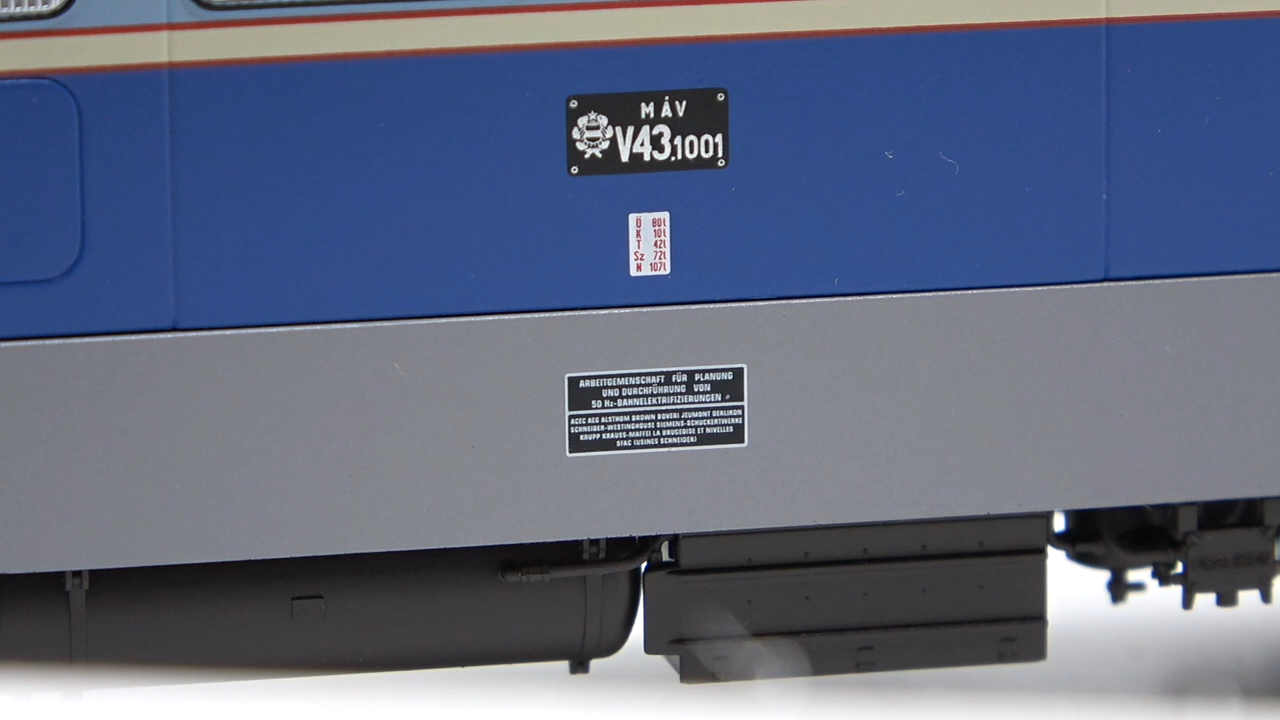 MÁV
V43,1001
Ö 80l
K 10l
T 42l
Sz 72l
N 107l
ARBEITGEMENSCHAFT FÜR PLANUNG
UND DURCHFÜHRUNG VON
50 Hz-BAHNELEKTRIFIZIERUNGEN
ACEC AEG ALSTHOM BROWN BOVERI JEUMONT OERLIKON
SCHNEIDER-WESTINGHOUSE SIEMENS-SCHUCKERTWERKE
KRUPP KRAUSS-MAFFEI LA BRUGEOISE ET NIVELLES
SFAC (USINES SCHNEIDER)